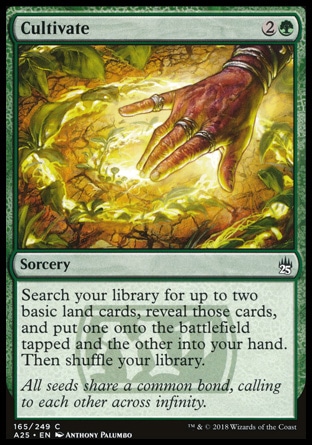 Cultivate 2
Sorcery
25
Search your library for up to two
basic land cards, reveal those cards,
and put one onto the battlefield
tapped and the other into your hand.
Then shuffle your library.
All seeds share a common bond, calling
to each other across infinity.
165/249 C ™ & © 2018 Wizards of the Coast
A25 • EN Anthony Palumbo